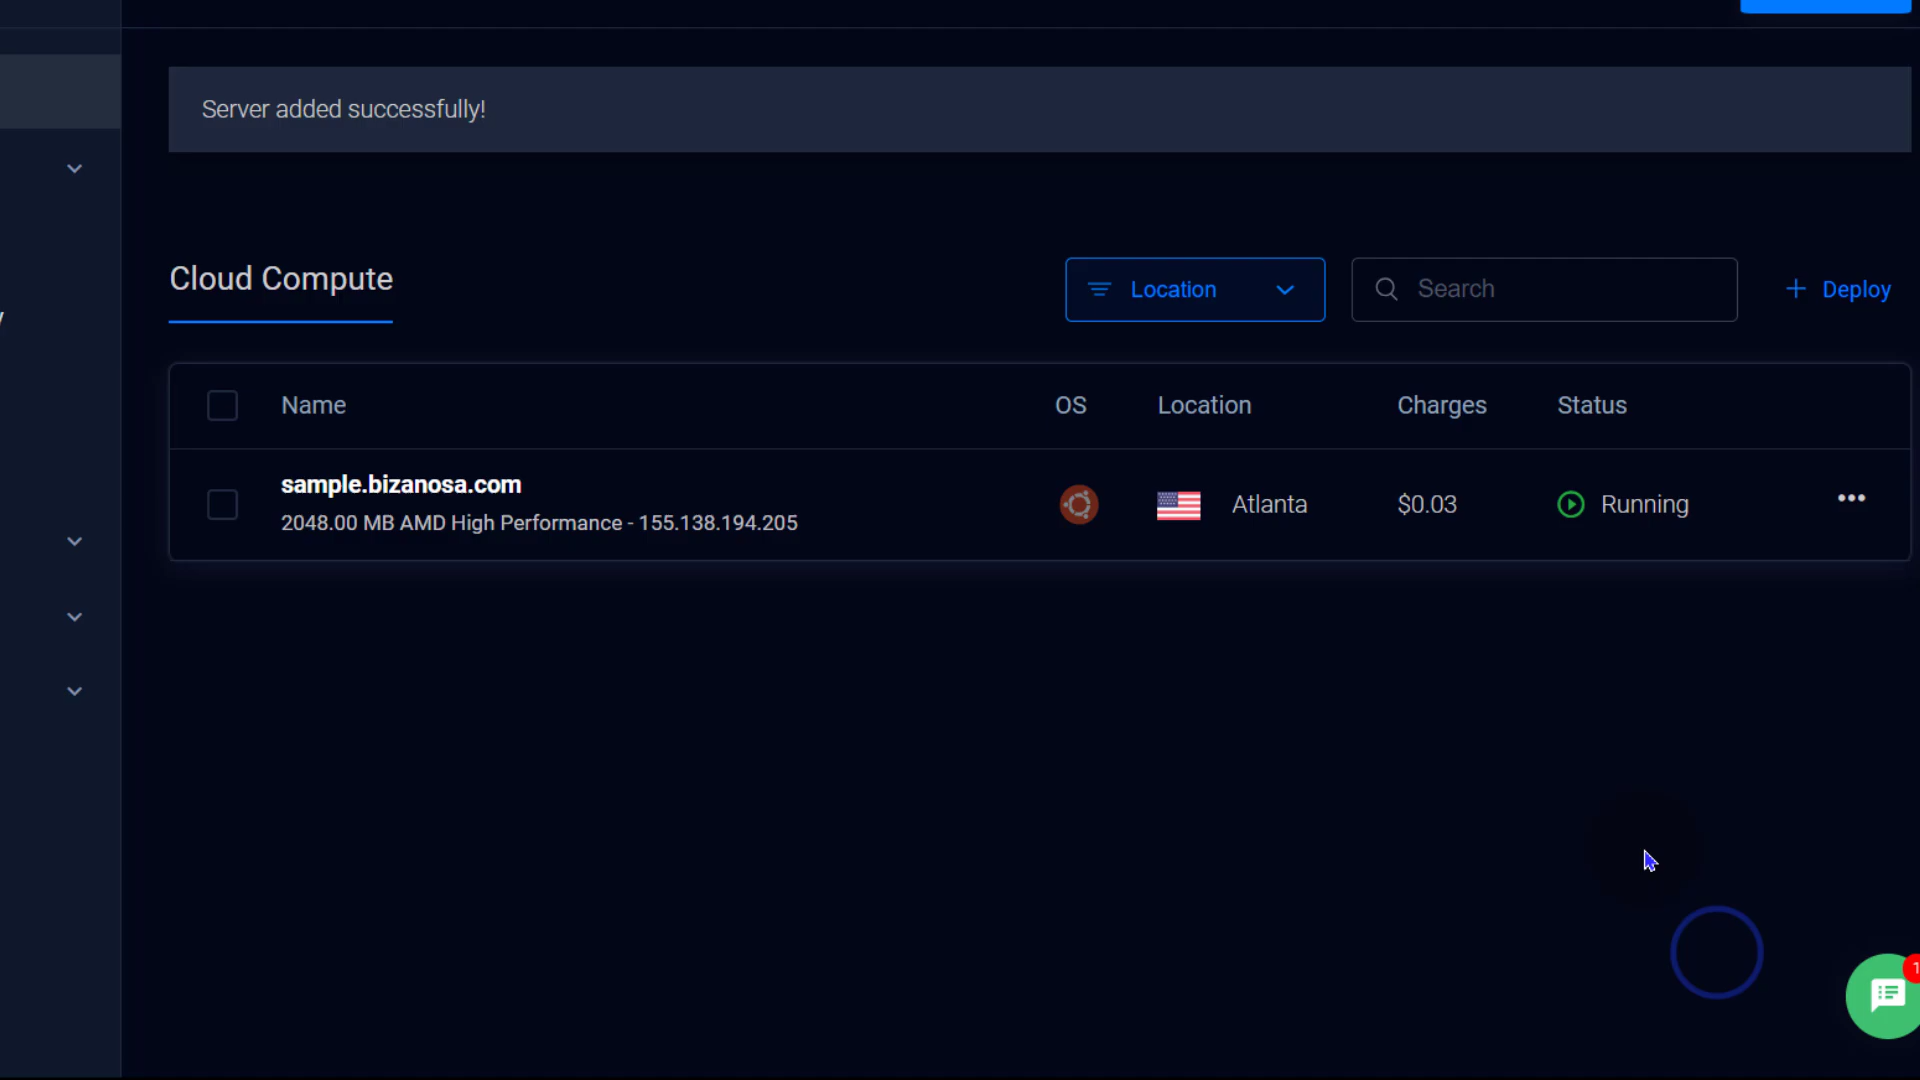 Server added successfully!
Cloud Compute
Location
Search
+ Deploy
Name OS Location Charges Status
sample.bizanosa.com
2048.00 MB AMD High Performance - 155.138.194.205
Atlanta $0.03 Running
1